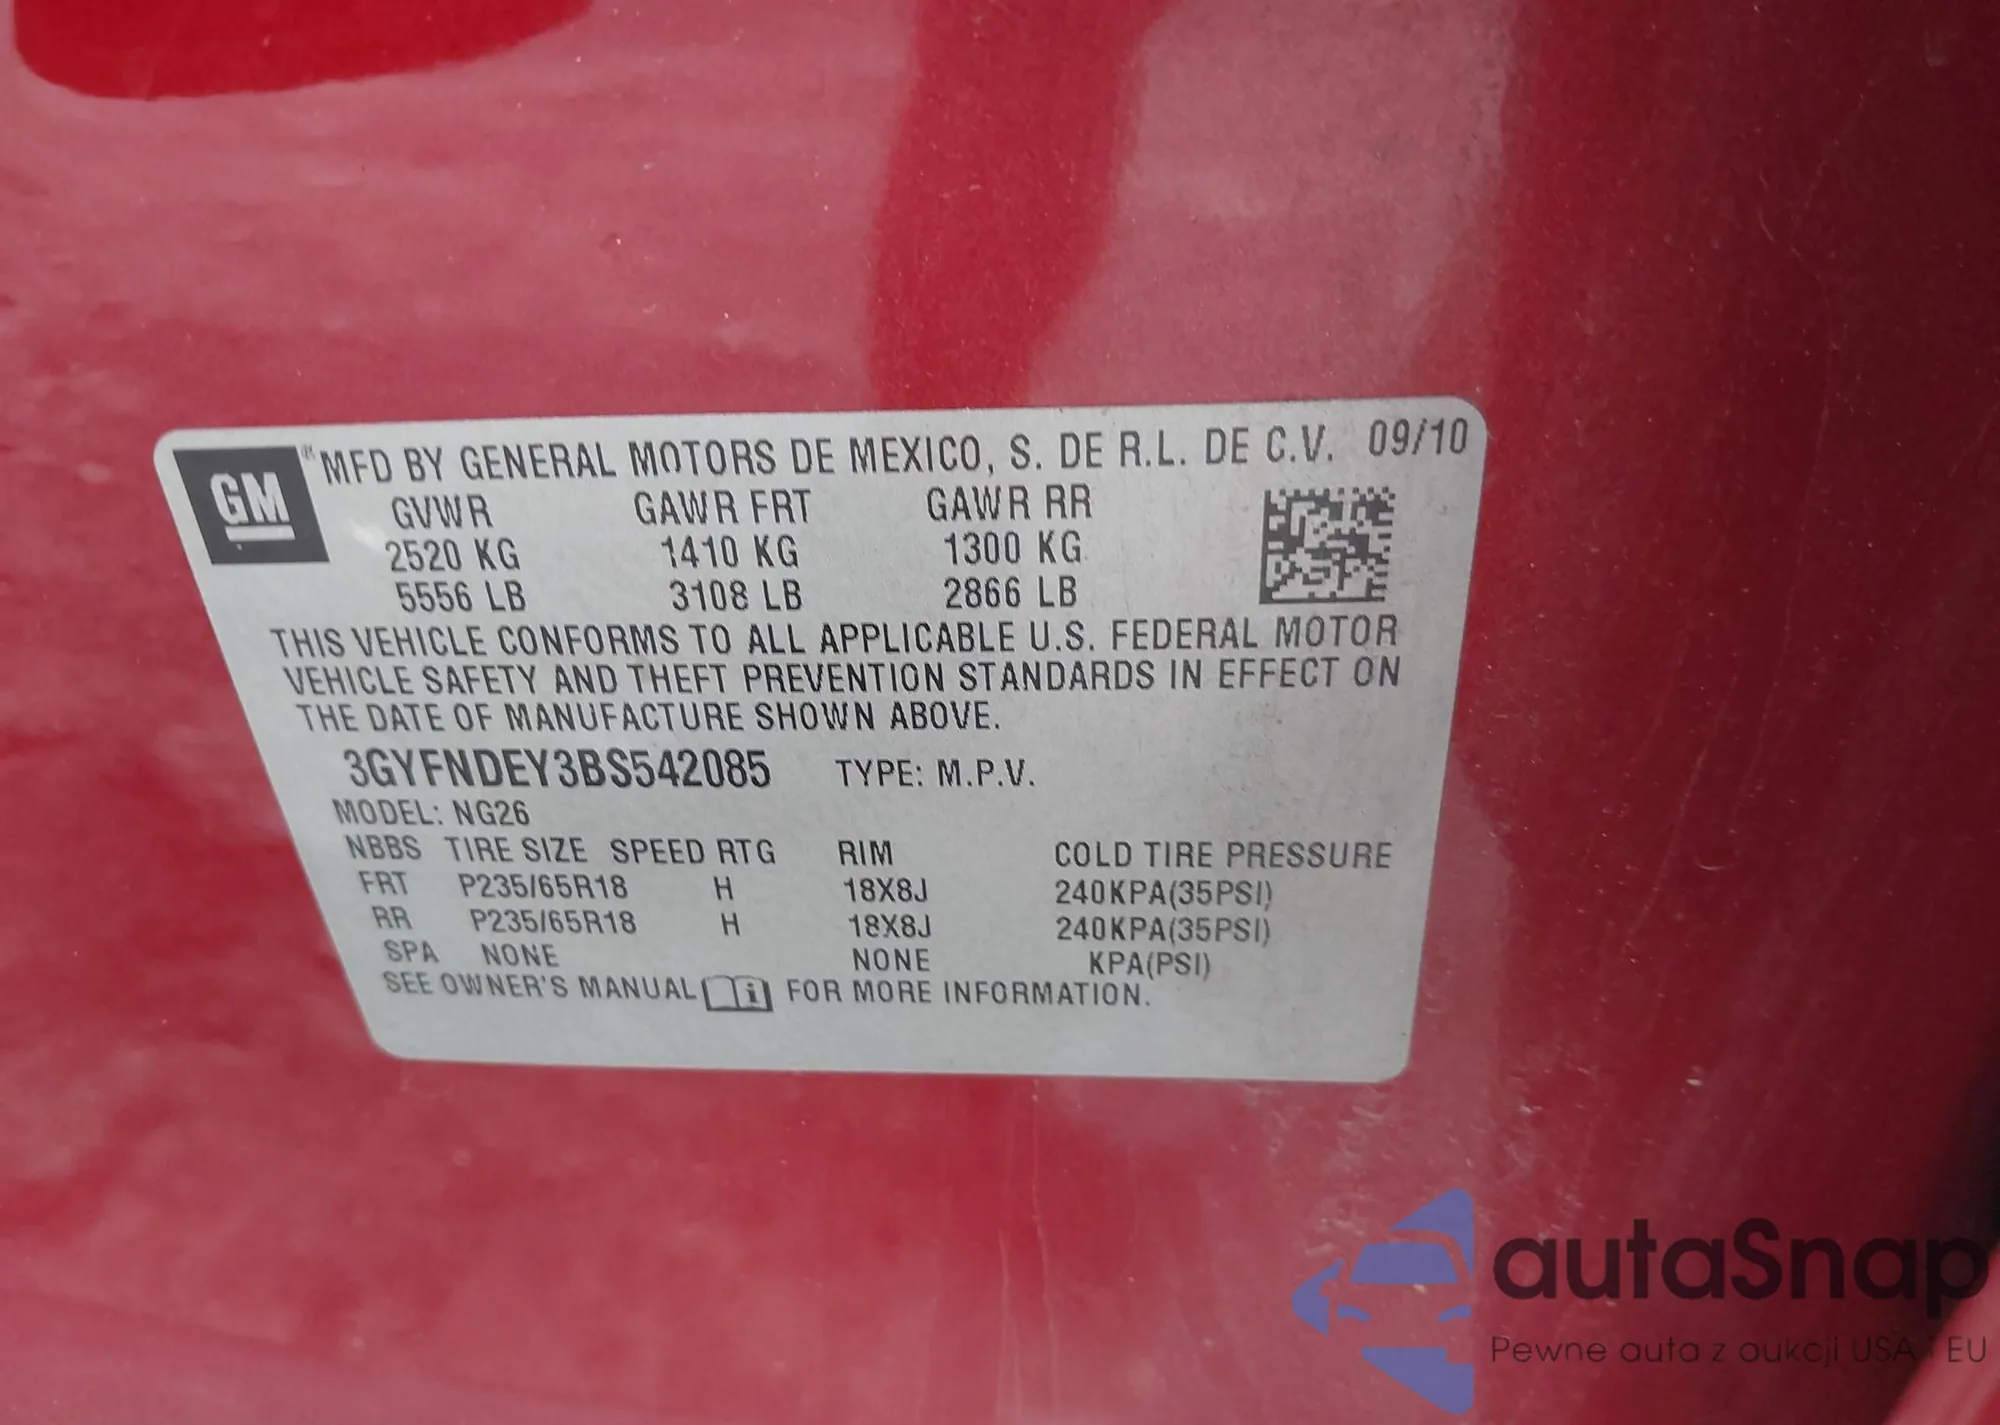 GM ® MFD BY GENERAL MOTORS DE MEXICO, S. DE R.L. DE C.V. 09/10
GVWR GAWR FRT GAWR RR
2520 KG 1410 KG 1300 KG
5556 LB 3108 LB 2866 LB
THIS VEHICLE CONFORMS TO ALL APPLICABLE U.S. FEDERAL MOTOR
VEHICLE SAFETY AND THEFT PREVENTION STANDARDS IN EFFECT ON
THE DATE OF MANUFACTURE SHOWN ABOVE.
3GYFNDEY3BS542085 TYPE: M.P.V.
MODEL: NG26
NBBS TIRE SIZE SPEED RTG RIM COLD TIRE PRESSURE
FRT P235/65R18 H 18X8J 240KPA(35PSI)
RR P235/65R18 H 18X8J 240KPA(35PSI)
SPA NONE NONE KPA(PSI)
SEE OWNER'S MANUAL FOR MORE INFORMATION.
autaSnap
Pewne auta z aukcji USA i EU